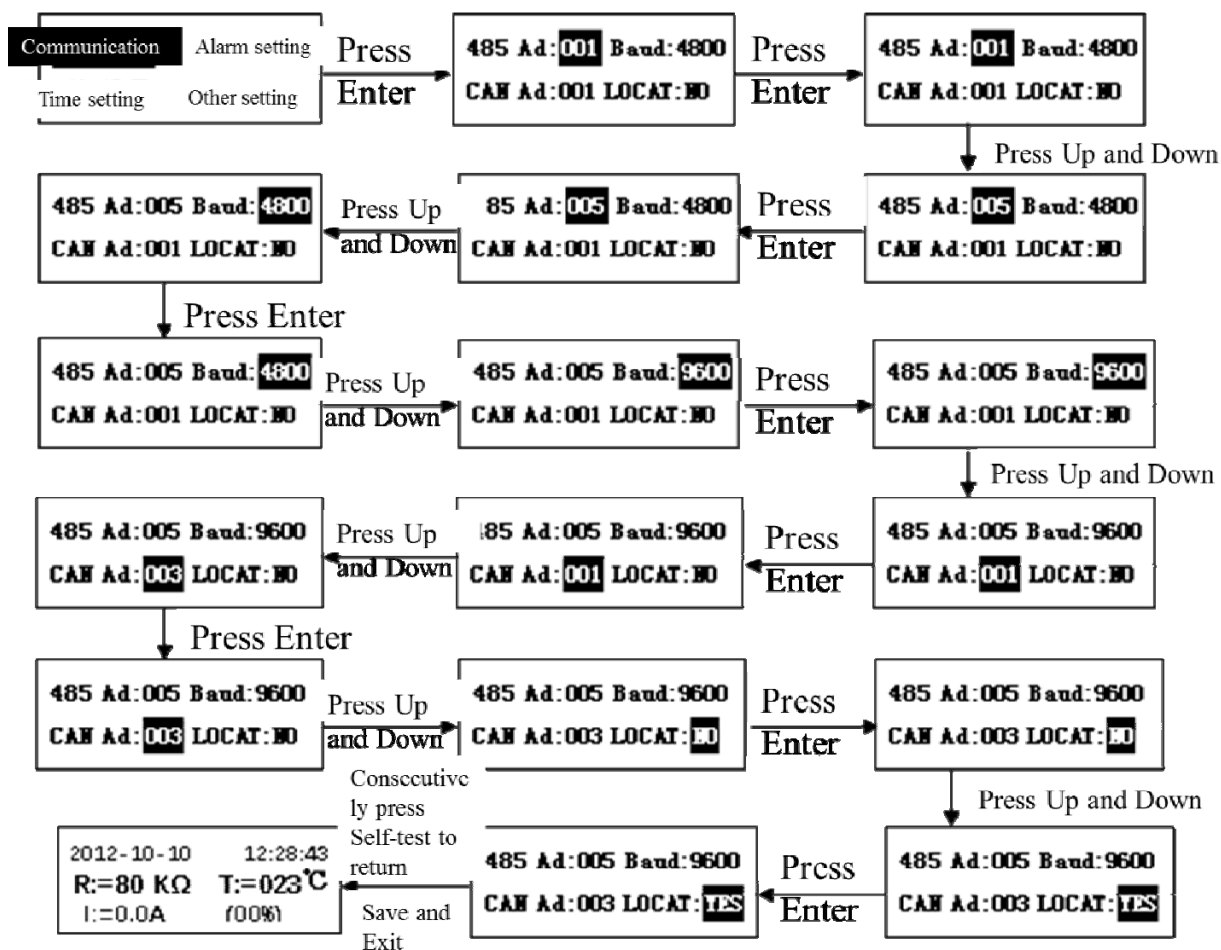 Communication Alarm setting
Time setting Other setting
Press
Enter
485 Ad:001 Baud:4800
CAN Ad:001 LOCAT:NO
Press
Enter
485 Ad:001 Baud:4800
CAN Ad:001 LOCAT:NO
Press Up and Down
485 Ad:005 Baud:4800
CAN Ad:001 LOCAT:NO
Press Up
and Down
85 Ad:005 Baud:4800
CAN Ad:001 LOCAT:NO
Press
Enter
485 Ad:005 Baud:4800
CAN Ad:001 LOCAT:NO
Press Enter
485 Ad:005 Baud:4800
CAN Ad:001 LOCAT:NO
Press Up
and Down
485 Ad:005 Baud:9600
CAN Ad:001 LOCAT:NO
Press
Enter
485 Ad:005 Baud:9600
CAN Ad:001 LOCAT:NO
Press Up and Down
485 Ad:005 Baud:9600
CAN Ad:003 LOCAT:NO
Press Up
and Down
85 Ad:005 Baud:9600
CAN Ad:001 LOCAT:NO
Press
Enter
485 Ad:005 Baud:9600
CAN Ad:001 LOCAT:NO
Press Enter
485 Ad:005 Baud:9600
CAN Ad:003 LOCAT:NO
Press Up
and Down
485 Ad:005 Baud:9600
CAN Ad:003 LOCAT:NO
Press
Enter
485 Ad:005 Baud:9600
CAN Ad:003 LOCAT:NO
Press Up and Down
2012-10-10 12:28:43
R:=80 KΩ T:=023℃
I:=0.0A (00%)
Consecutive
ly press
Self-test to
return
Save and
Exit
485 Ad:005 Baud:9600
CAN Ad:003 LOCAT:YES
Press
Enter
485 Ad:005 Baud:9600
CAN Ad:003 LOCAT:YES